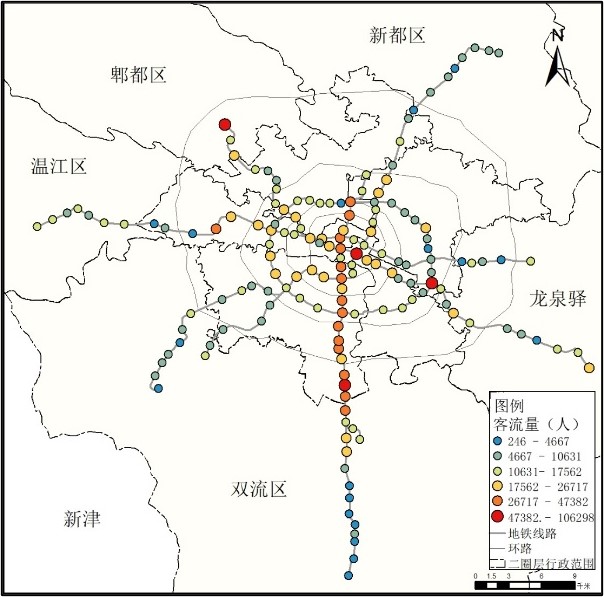 新都区
N
郫都区
温江区
龙泉驿
双流区
新津
图例
客流量（人）
246 - 4667
4667 - 10631
10631- 17562
17562 - 26717
26717 - 47382
47382.- 106298
地铁线路
环路
二圈层行政范围
0 1.5 3 6 9
千米